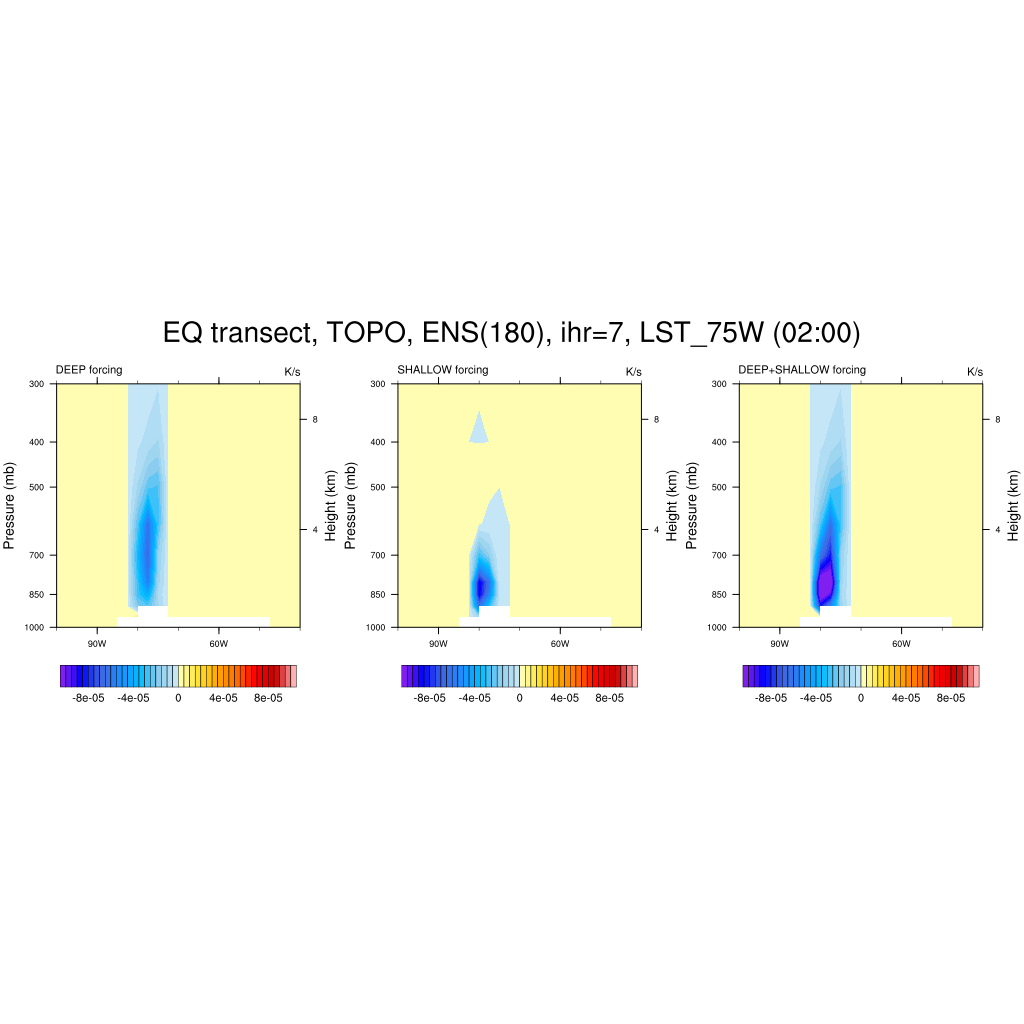 EQ transect, TOPO, ENS(180), ihr=7, LST_75W (02:00)
DEEP forcing K/s
300
400
500
700
850
1000
Pressure (mb)
8
4
Height (km)
90W 60W
-8e-05 -4e-05 0 4e-05 8e-05
SHALLOW forcing K/s
300
400
500
700
850
1000
Pressure (mb)
8
4
Height (km)
90W 60W
-8e-05 -4e-05 0 4e-05 8e-05
DEEP+SHALLOW forcing K/s
300
400
500
700
850
1000
Pressure (mb)
8
4
Height (km)
90W 60W
-8e-05 -4e-05 0 4e-05 8e-05